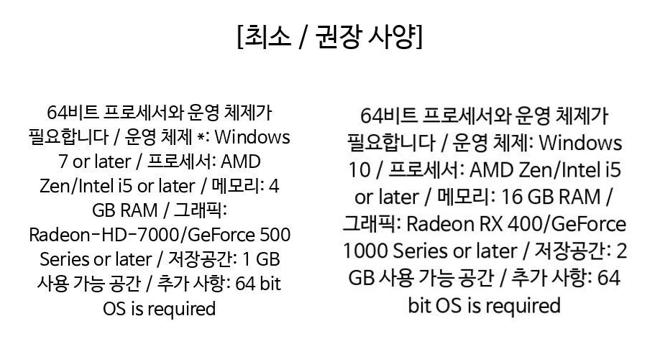 [최소 / 권장 사양]
64비트 프로세서와 운영 체제가
필요합니다 / 운영 체제 *: Windows
7 or later / 프로세서: AMD
Zen/Intel i5 or later / 메모리: 4
GB RAM / 그래픽:
Radeon-HD-7000/GeForce 500
Series or later / 저장공간: 1 GB
사용 가능 공간 / 추가 사항: 64 bit
OS is required
64비트 프로세서와 운영 체제가
필요합니다 / 운영 체제: Windows
10 / 프로세서: AMD Zen/Intel i5
or later / 메모리: 16 GB RAM /
그래픽: Radeon RX 400/GeForce
1000 Series or later / 저장공간: 2
GB 사용 가능 공간 / 추가 사항: 64
bit OS is required